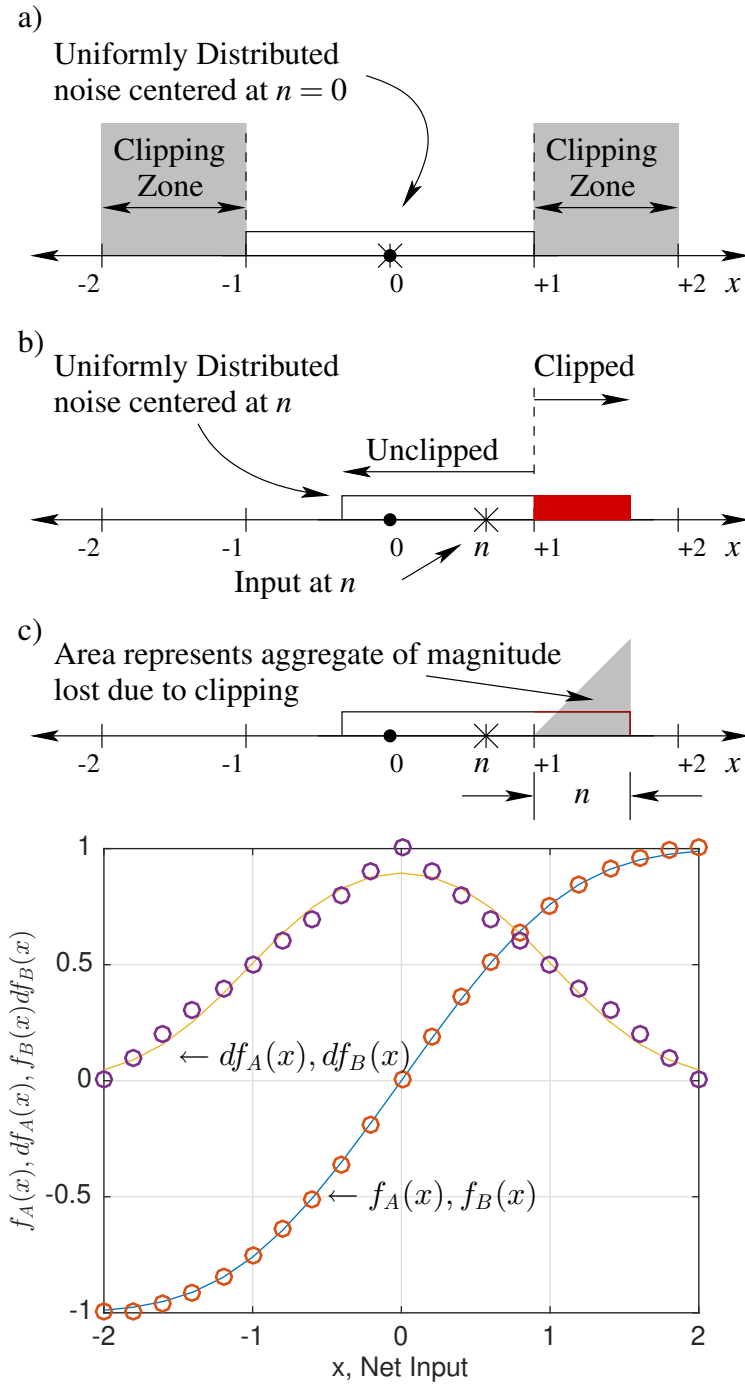 a)
Uniformly Distributed
noise centered at n = 0
Clipping
Zone
Clipping
Zone
-2 -1 0 +1 +2 x
b)
Uniformly Distributed
noise centered at n
Clipped
Unclipped
-2 -1 0 n +1 +2 x
Input at n
c)
Area represents aggregate of magnitude
lost due to clipping
-2 -1 0 n +1 +2 x
n
f_A(x), df_A(x), f_B(x)df_B(x)
1
0.5
0
-0.5
-1
← df_A(x), df_B(x)
← f_A(x), f_B(x)
-2 -1 0 1 2
x, Net Input